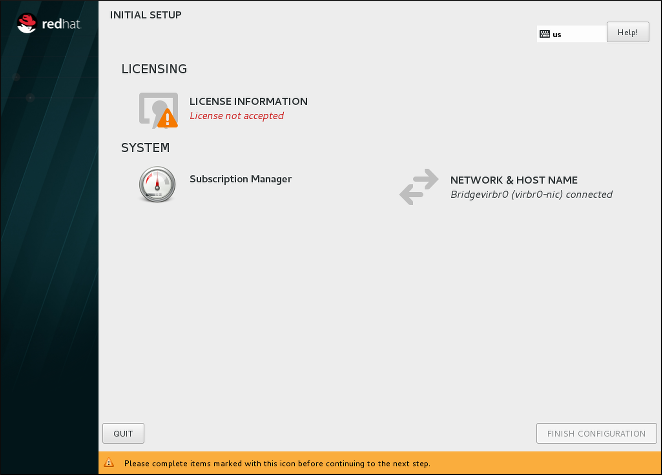 redhat
INITIAL SETUP
us
Help!
LICENSING
LICENSE INFORMATION
License not accepted
SYSTEM
Subscription Manager
NETWORK & HOST NAME
Bridgevirbr0 (virbr0-nic) connected
QUIT
FINISH CONFIGURATION
Please complete items marked with this icon before continuing to the next step.